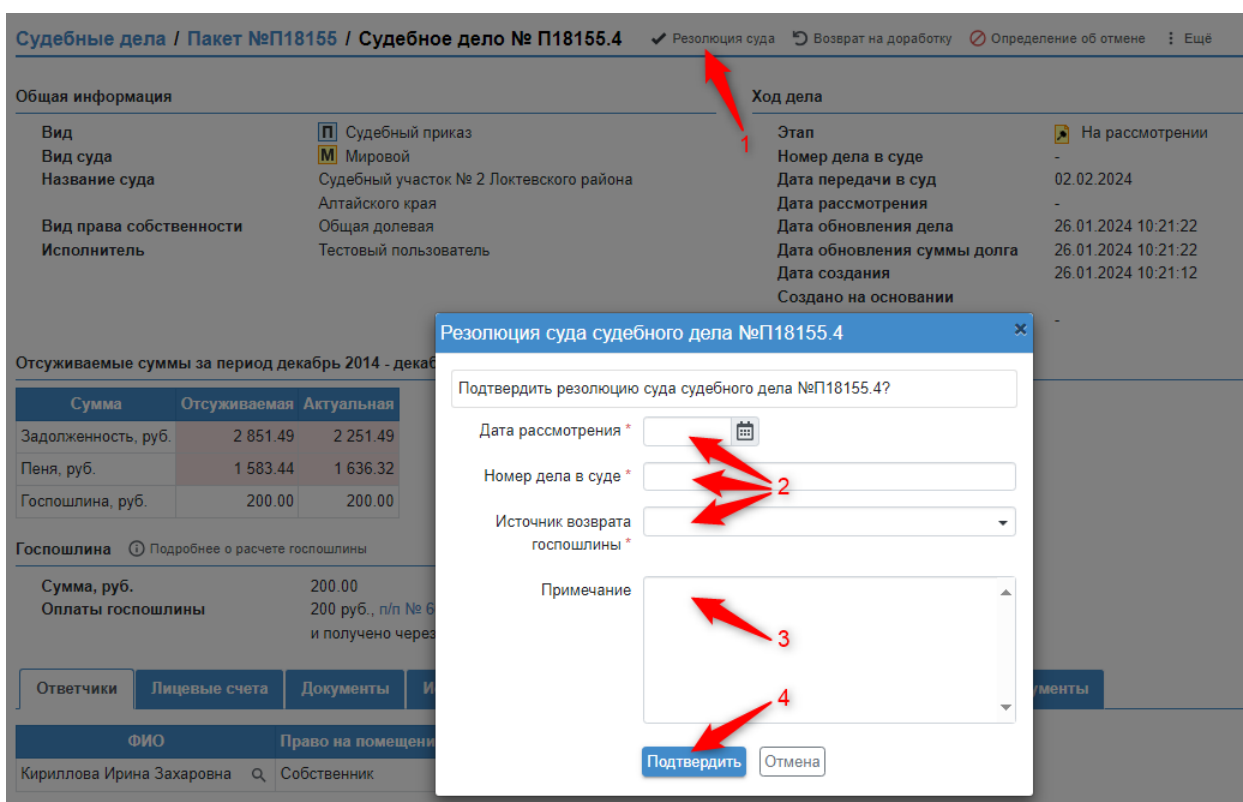 Судебные дела / Пакет №П18155 / Судебное дело № П18155.4 Резолюция суда Возврат на доработку Определение об отмене Ещё
Общая информация
Вид П Судебный приказ
Вид суда М Мировой
Название суда Судебный участок № 2 Локтевского района
Алтайского края
Вид права собственности Общая долевая
Исполнитель Тестовый пользователь
Ход дела
Этап На рассмотрении
Номер дела в суде -
Дата передачи в суд 02.02.2024
Дата рассмотрения -
Дата обновления дела 26.01.2024 10:21:22
Дата обновления суммы долга 26.01.2024 10:21:22
Дата создания 26.01.2024 10:21:12
Создано на основании
-
1
Отсуживаемые суммы за период декабрь 2014 -
Сумма Отсуживаемая Актуальная
Задолженность, руб. 2 851.49 2 251.49
Пеня, руб. 1 583.44 1 636.32
Госпошлина, руб. 200.00 200.00
Госпошлина Подробнее о расчете госпошлины
Сумма, руб. 200.00
Оплаты госпошлины 200 руб., п/п № 6
и получено через
Ответчики Лицевые счета Документы
ФИО Право на
Кириллова Ирина Захаровна Собственник
Резолюция суда судебного дела №П18155.4 ×
Подтвердить резолюцию суда судебного дела №П18155.4?
Дата рассмотрения *
Номер дела в суде *
2
Источник возврата
госпошлины *
Примечание
3
4
Подтвердить Отмена